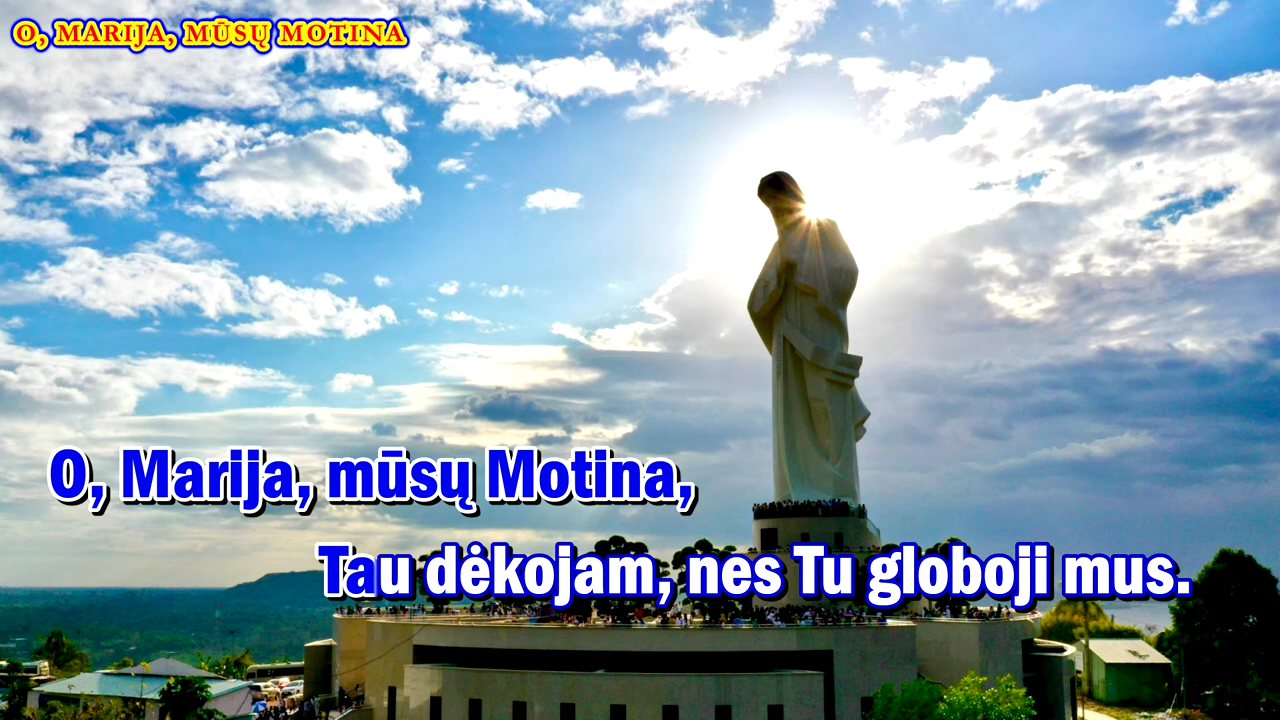 O, MARIJA, MŪSŲ MOTINA
O, Marija, mūsų Motina,
Tau dėkojam, nes Tu globoji mus.